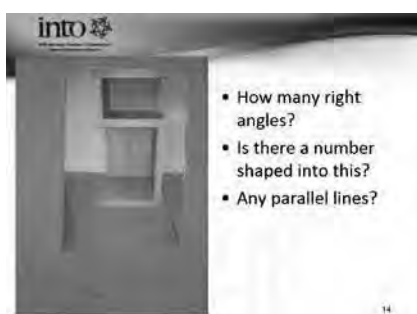 into
• How many right
angles?
• Is there a number
shaped into this?
• Any parallel lines?
14